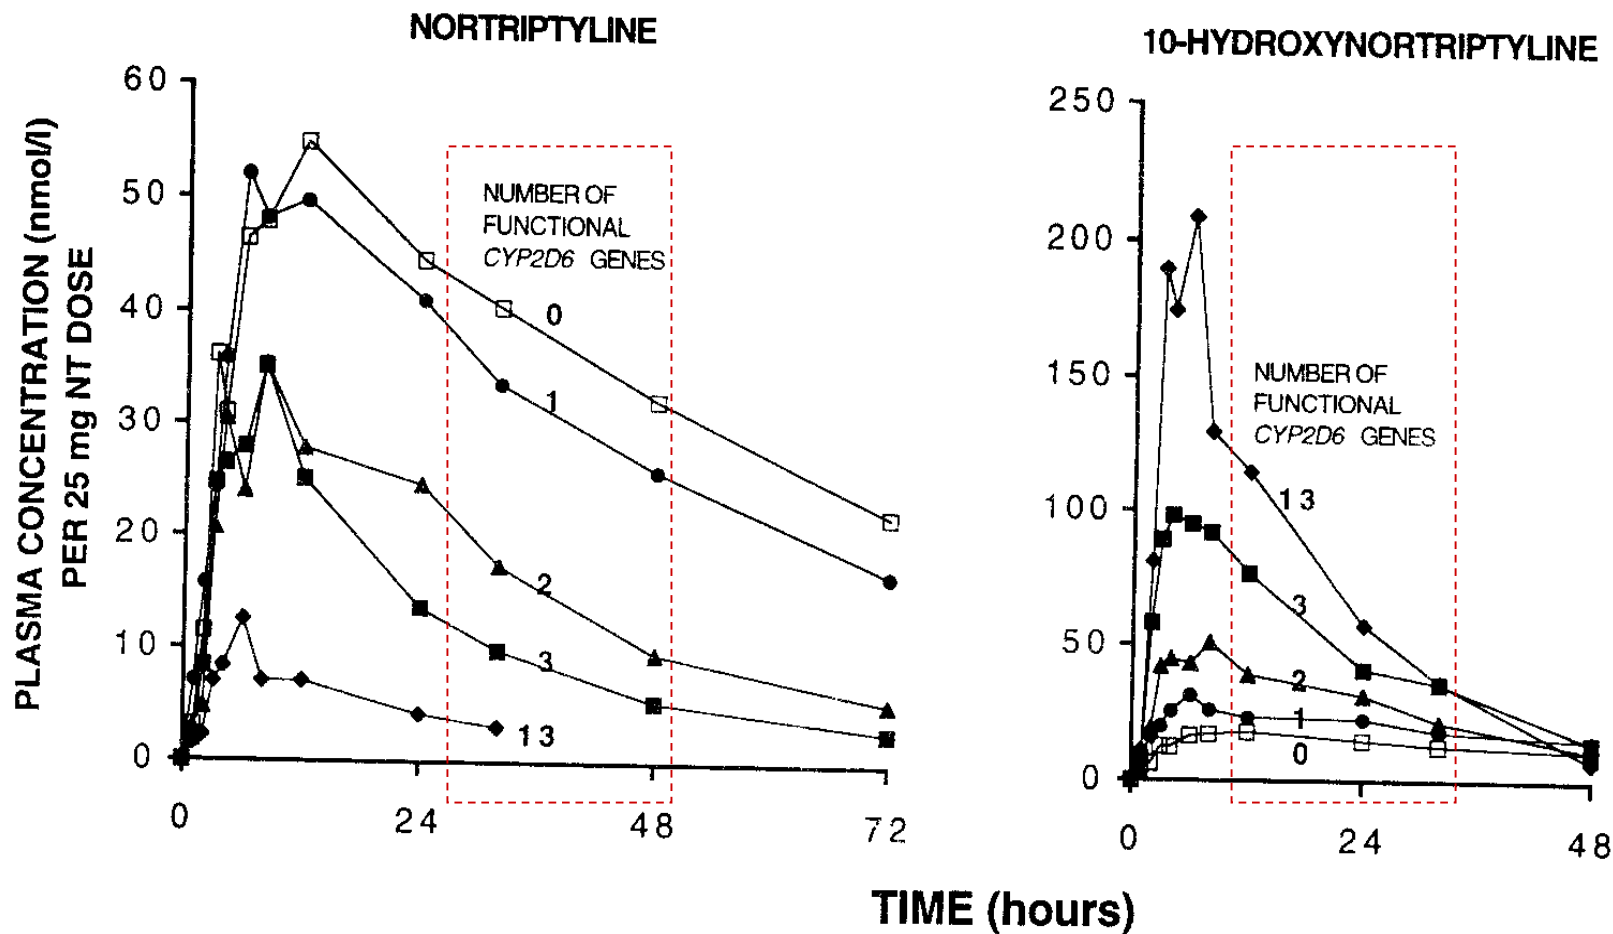 NORTRIPTYLINE
10-HYDROXYNORTRIPTYLINE
PLASMA CONCENTRATION (nmol/l)
PER 25 mg NT DOSE
60
50
40
30
20
10
0
NUMBER OF
FUNCTIONAL
CYP2D6 GENES
0
1
2
3
13
0
24
48
72
250
200
150
100
50
0
NUMBER OF
FUNCTIONAL
CYP2D6 GENES
13
3
2
1
0
0
24
48
TIME (hours)